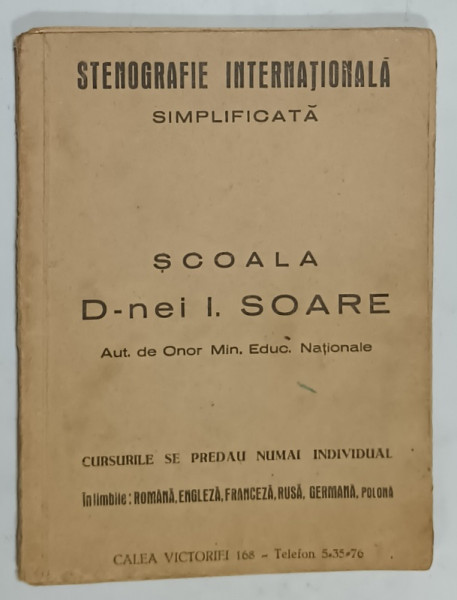 STENOGRAFIE INTERNAȚIONALĂ
SIMPLIFICATĂ
ȘCOALA
D-nei I. SOARE
Aut. de Onor Min. Educ. Naționale
CURSURILE SE PREDAU NUMAI INDIVIDUAL
În limbile: ROMÂNĂ, ENGLEZĂ, FRANCEZĂ, RUSĂ, GERMANĂ, POLONĂ
CALEA VICTORIEI 168 – Telefon 5.35.76